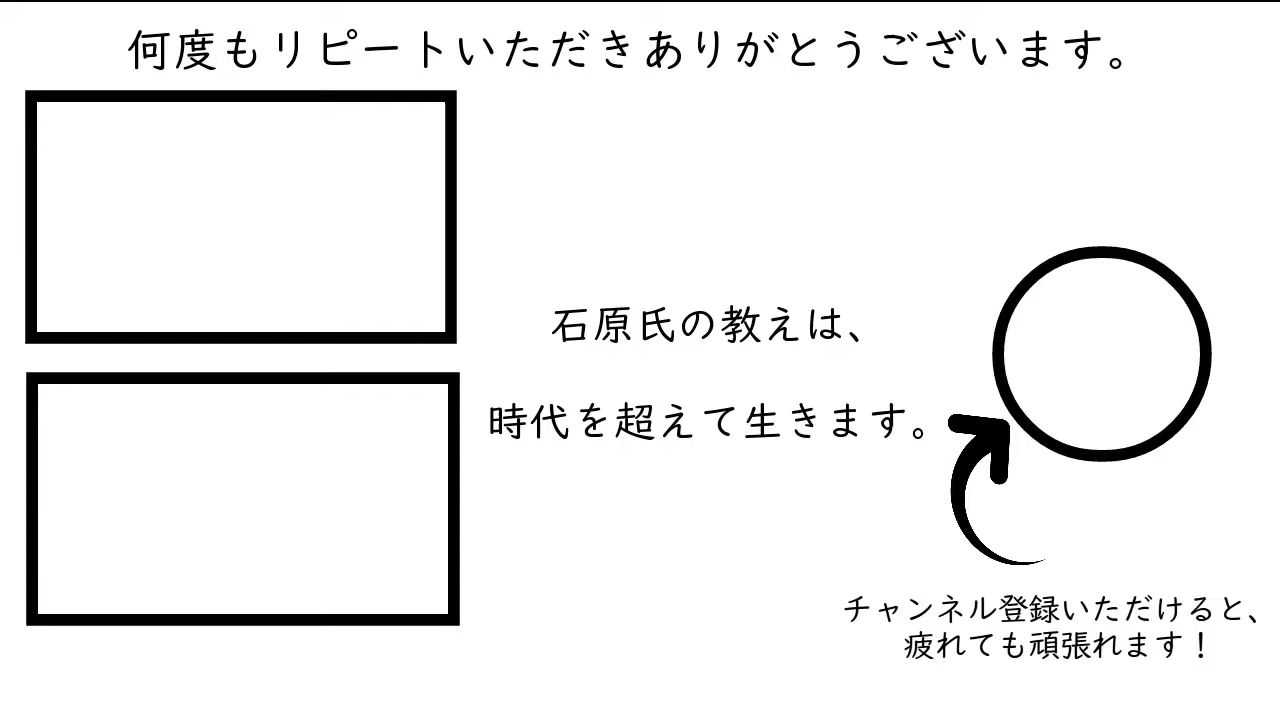 何度もリピートいただきありがとうございます。
石原氏の教えは、
時代を超えて生きます。
チャンネル登録いただけると、
疲れても頑張れます！